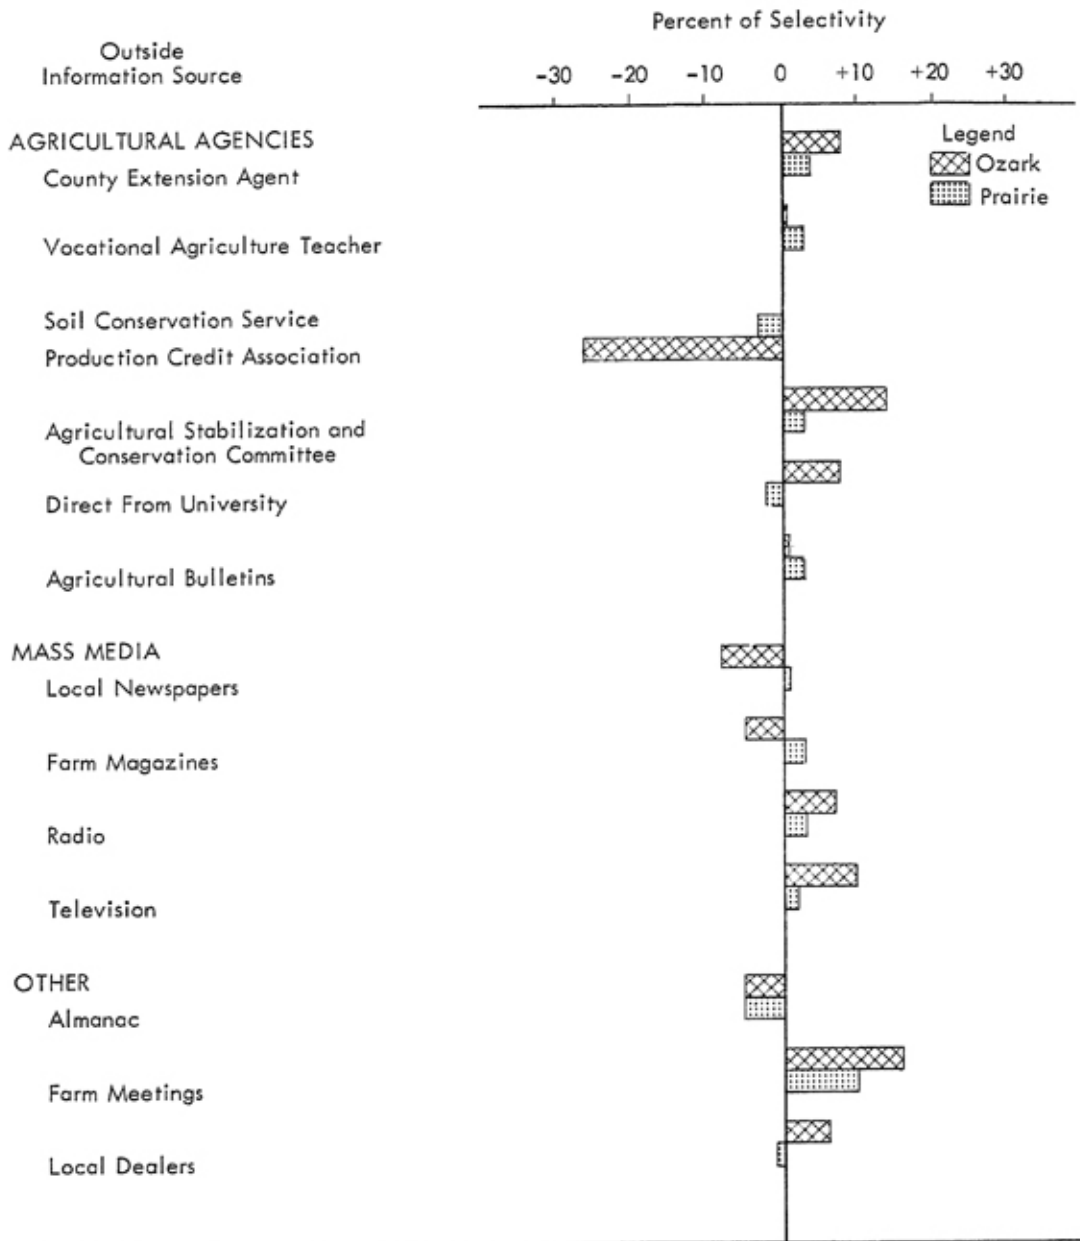 Percent of Selectivity
Outside
Information Source
-30 -20 -10 0 +10 +20 +30
AGRICULTURAL AGENCIES
Legend
Ozark
Prairie
County Extension Agent
Vocational Agriculture Teacher
Soil Conservation Service
Production Credit Association
Agricultural Stabilization and
Conservation Committee
Direct From University
Agricultural Bulletins
MASS MEDIA
Local Newspapers
Farm Magazines
Radio
Television
OTHER
Almanac
Farm Meetings
Local Dealers